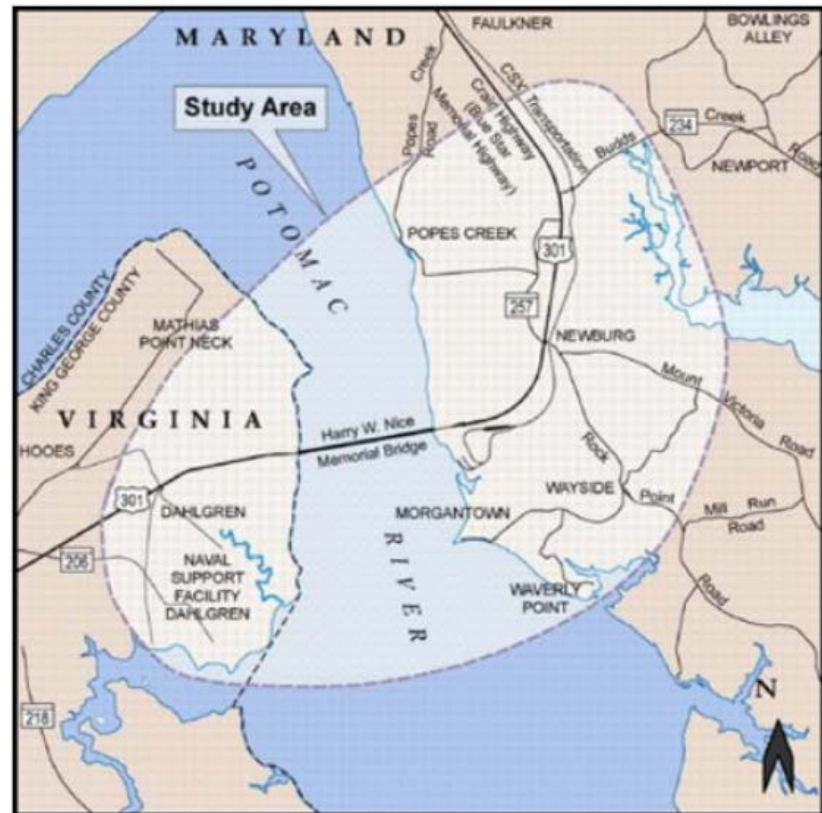 MARYLAND
FAULKNER
BOWLINGS
ALLEY
Study Area
Popes Creek
Road
Craig Highway
(Blue Star
Memorial Highway)
CSX Transportation
234
Budds Creek
Road
NEWPORT
POTOMAC
POPES CREEK
301
257
NEWBURG
CHARLES COUNTY
KING GEORGE COUNTY
MATHIAS
POINT NECK
VIRGINIA
Mount
Victoria
Road
Harry W. Nice
Memorial Bridge
HOOES
Rock
Point
Road
WAYSIDE
301
DAHLGREN
MORGANTOWN
Mill Run
Road
206
NAVAL
SUPPORT
FACILITY
DAHLGREN
RIVER
WAVERLY
POINT
218
N